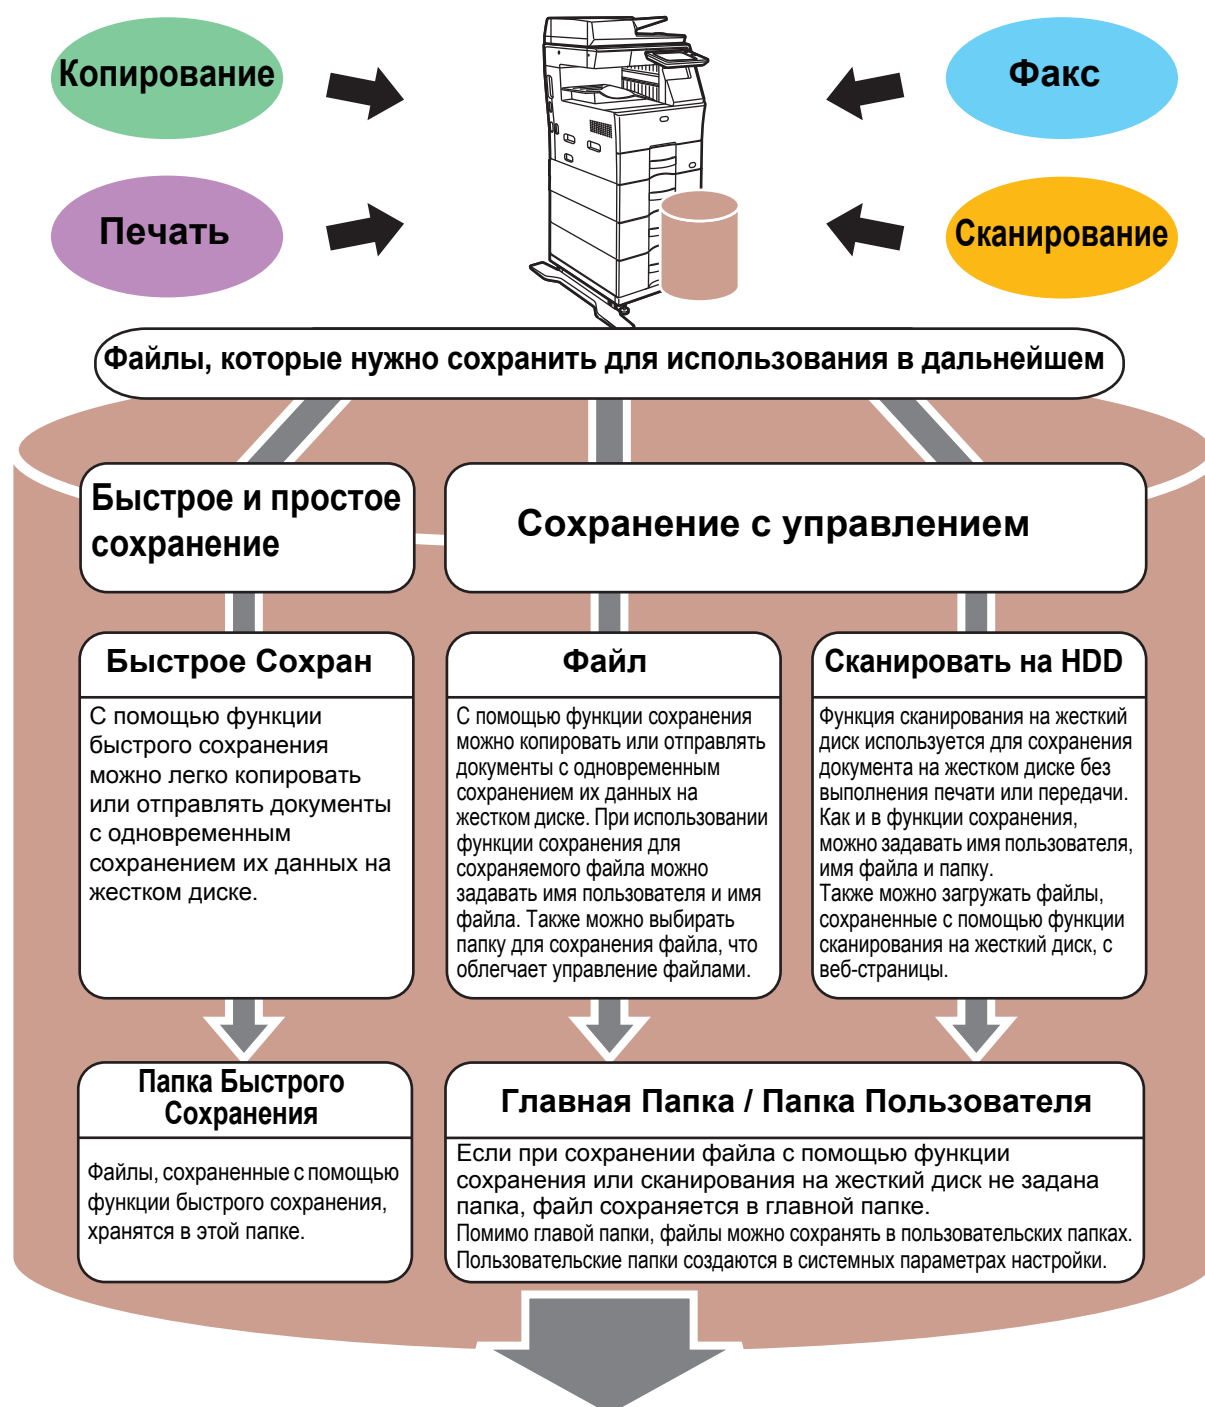 Копирование
Факс
Печать
Сканирование
Файлы, которые нужно сохранить для использования в дальнейшем
Быстрое и простое
сохранение
Сохранение с управлением
Быстрое Сохран
С помощью функции
быстрого сохранения
можно легко копировать
или отправлять документы
с одновременным
сохранением их данных на
жестком диске.
Файл
С помощью функции сохранения
можно копировать или отправлять
документы с одновременным
сохранением их данных на
жестком диске. При использовании
функции сохранения для
сохраняемого файла можно
задавать имя пользователя и имя
файла. Также можно выбирать
папку для сохранения файла, что
облегчает управление файлами.
Сканировать на HDD
Функция сканирования на жесткий
диск используется для сохранения
документа на жестком диске без
выполнения печати или передачи.
Как и в функции сохранения,
можно задавать имя пользователя,
имя файла и папку.
Также можно загружать файлы,
сохраненные с помощью функции
сканирования на жесткий диск, с
веб-страницы.
Папка Быстрого
Сохранения
Файлы, сохраненные с помощью
функции быстрого сохранения,
хранятся в этой папке.
Главная Папка / Папка Пользователя
Если при сохранении файла с помощью функции
сохранения или сканирования на жесткий диск не задана
папка, файл сохраняется в главной папке.
Помимо главой папки, файлы можно сохранять в пользовательских папках.
Пользовательские папки создаются в системных параметрах настройки.